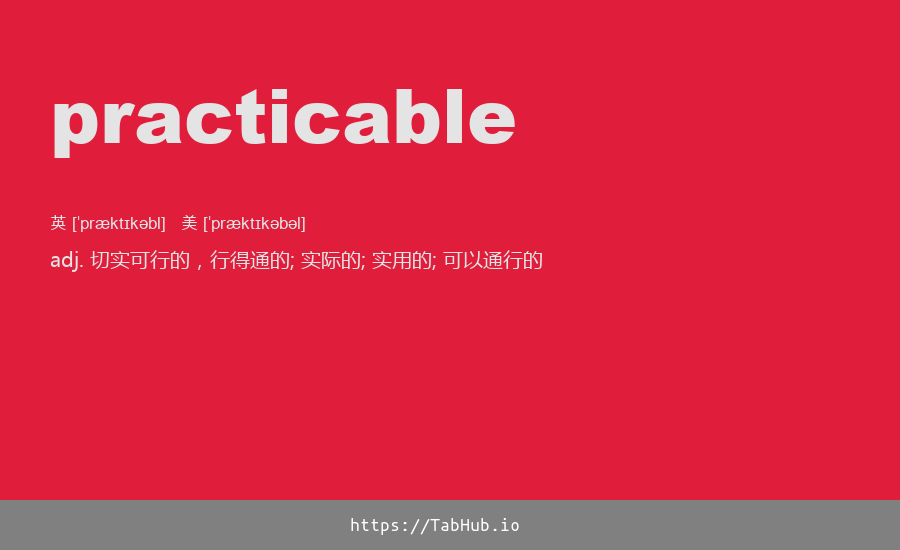 practicable
英 [ˈpræktɪkəbl] 美 [ˈpræktɪkəbəl]
adj. 切实可行的，行得通的; 实际的; 实用的; 可以通行的
https://TabHub.io